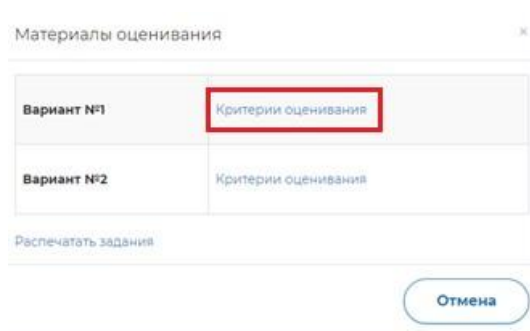 Материалы оценивания ×
Вариант №1 Критерии оценивания
Вариант №2 Критерии оценивания
Распечатать задания
Отмена